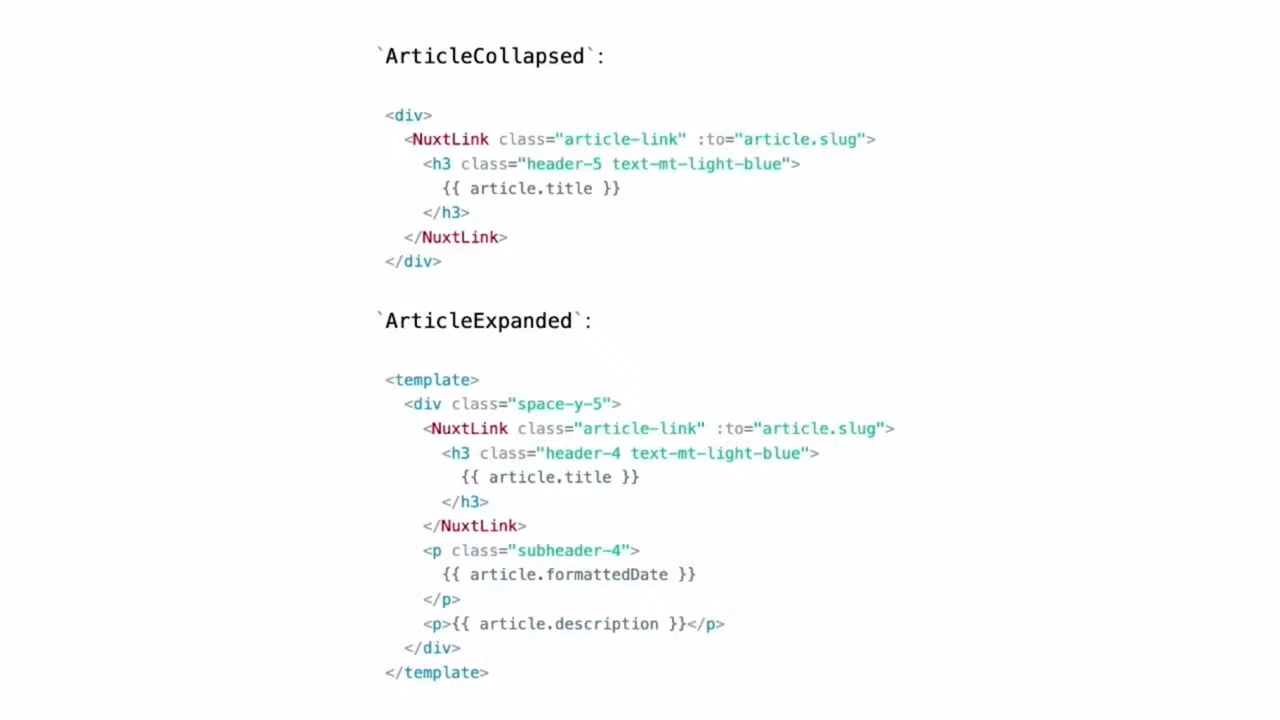 `ArticleCollapsed`:
<div>
  <NuxtLink class="article-link" :to="article.slug">
    <h3 class="header-5 text-mt-light-blue">
      {{ article.title }}
    </h3>
  </NuxtLink>
</div>
`ArticleExpanded`:
<template>
  <div class="space-y-5">
    <NuxtLink class="article-link" :to="article.slug">
      <h3 class="header-4 text-mt-light-blue">
        {{ article.title }}
      </h3>
    </NuxtLink>
    <p class="subheader-4">
      {{ article.formattedDate }}
    </p>
    <p>{{ article.description }}</p>
  </div>
</template>